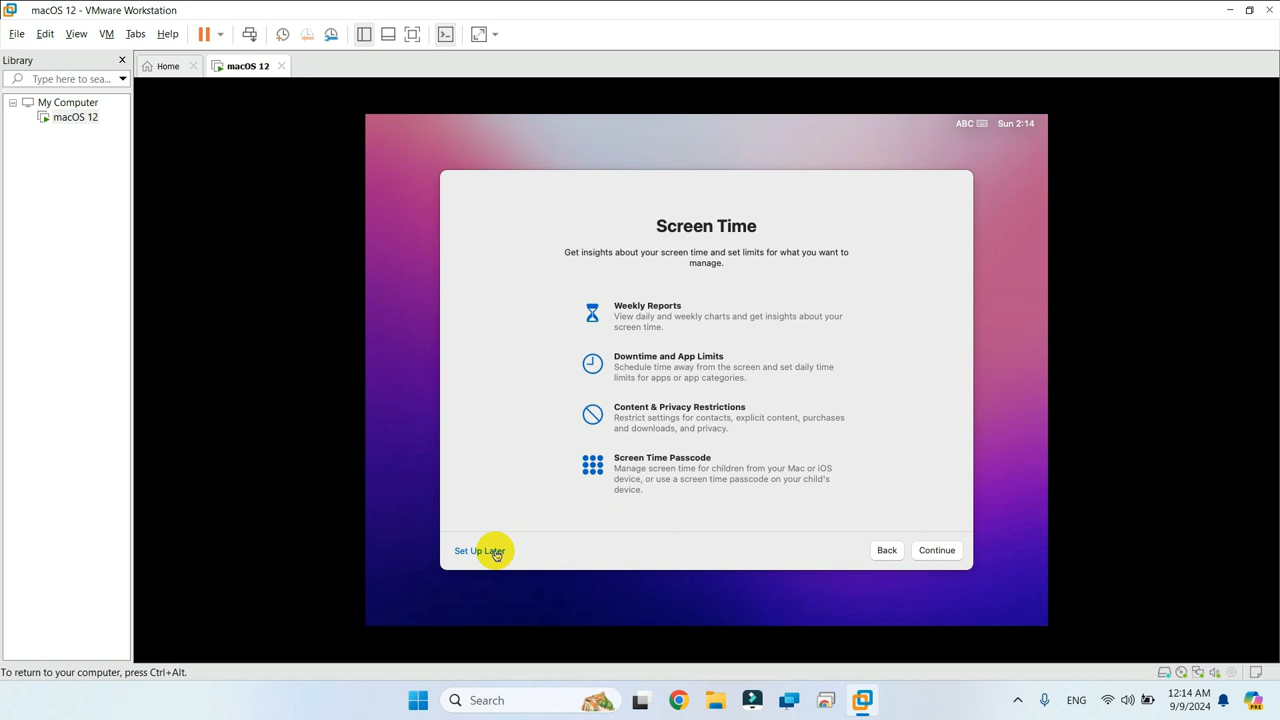 macOS 12 - VMware Workstation
File Edit View VM Tabs Help
Library
Type here to sea...
Home
macOS 12
My Computer
macOS 12
ABC
Sun 2:14
Screen Time
Get insights about your screen time and set limits for what you want to
manage.
Weekly Reports
View daily and weekly charts and get insights about your
screen time.
Downtime and App Limits
Schedule time away from the screen and set daily time
limits for apps or app categories.
Content & Privacy Restrictions
Restrict settings for contacts, explicit content, purchases
and downloads, and privacy.
Screen Time Passcode
Manage screen time for children from your Mac or iOS
device, or use a screen time passcode on your child's
device.
Set Up Later
Back
Continue
To return to your computer, press Ctrl+Alt.
Search
ENG
12:14 AM
9/9/2024
PRE